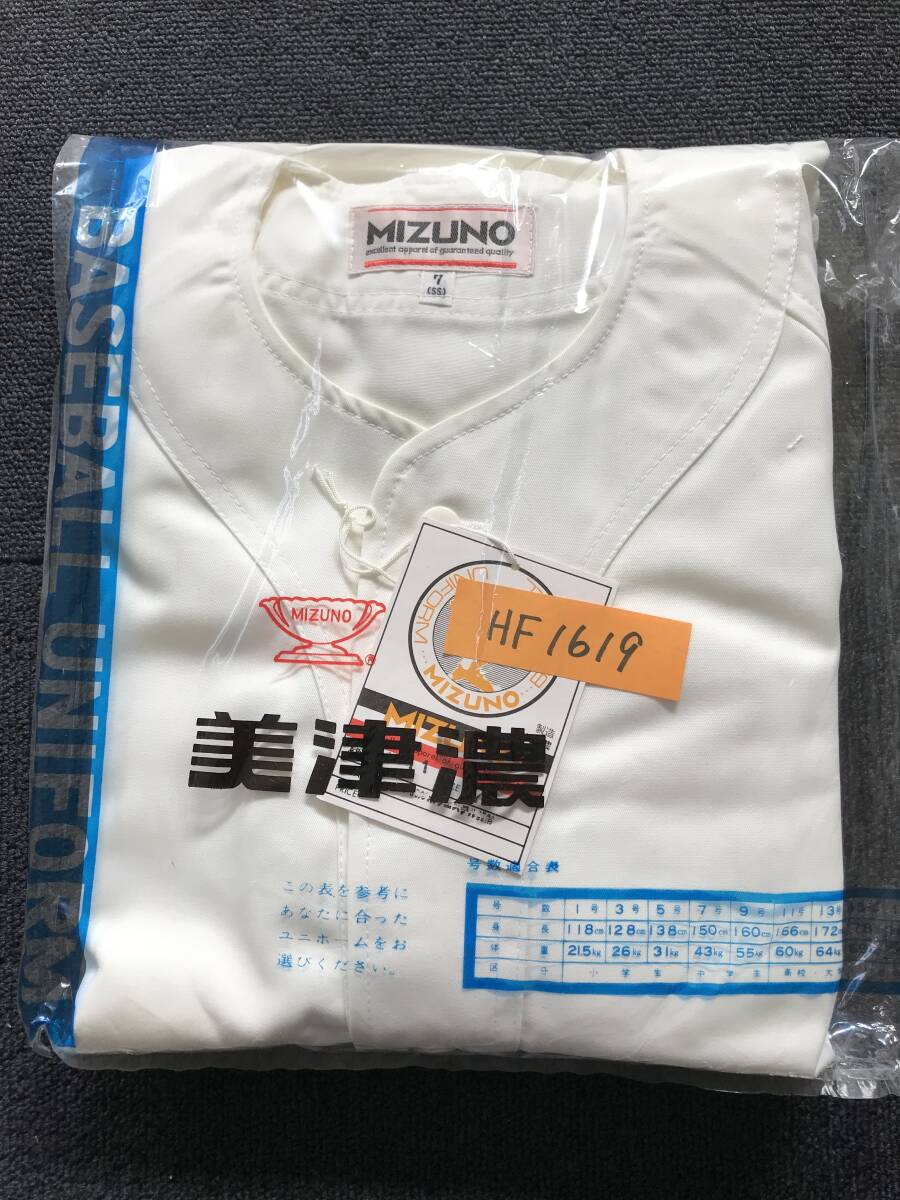 BASEBALL UNIFORM
MIZUNO
excellent apparel of guaranteed quality
7
(SS)
MIZUNO
®
UNIFORM
HF1619
MIZUNO
MIZUNO
製造
美津濃
号数適合表
この表を参考に
あなたに合った
ユニホームをお
選びください。
号 数 1号 3号 5号 7号 9号 11号 13号
身 長 118cm 128cm 138cm 150cm 160cm 166cm 172cm
体 重 21.5kg 26kg 31kg 43kg 55kg 60kg 64kg
区 分 小学生 中学生 高校・大